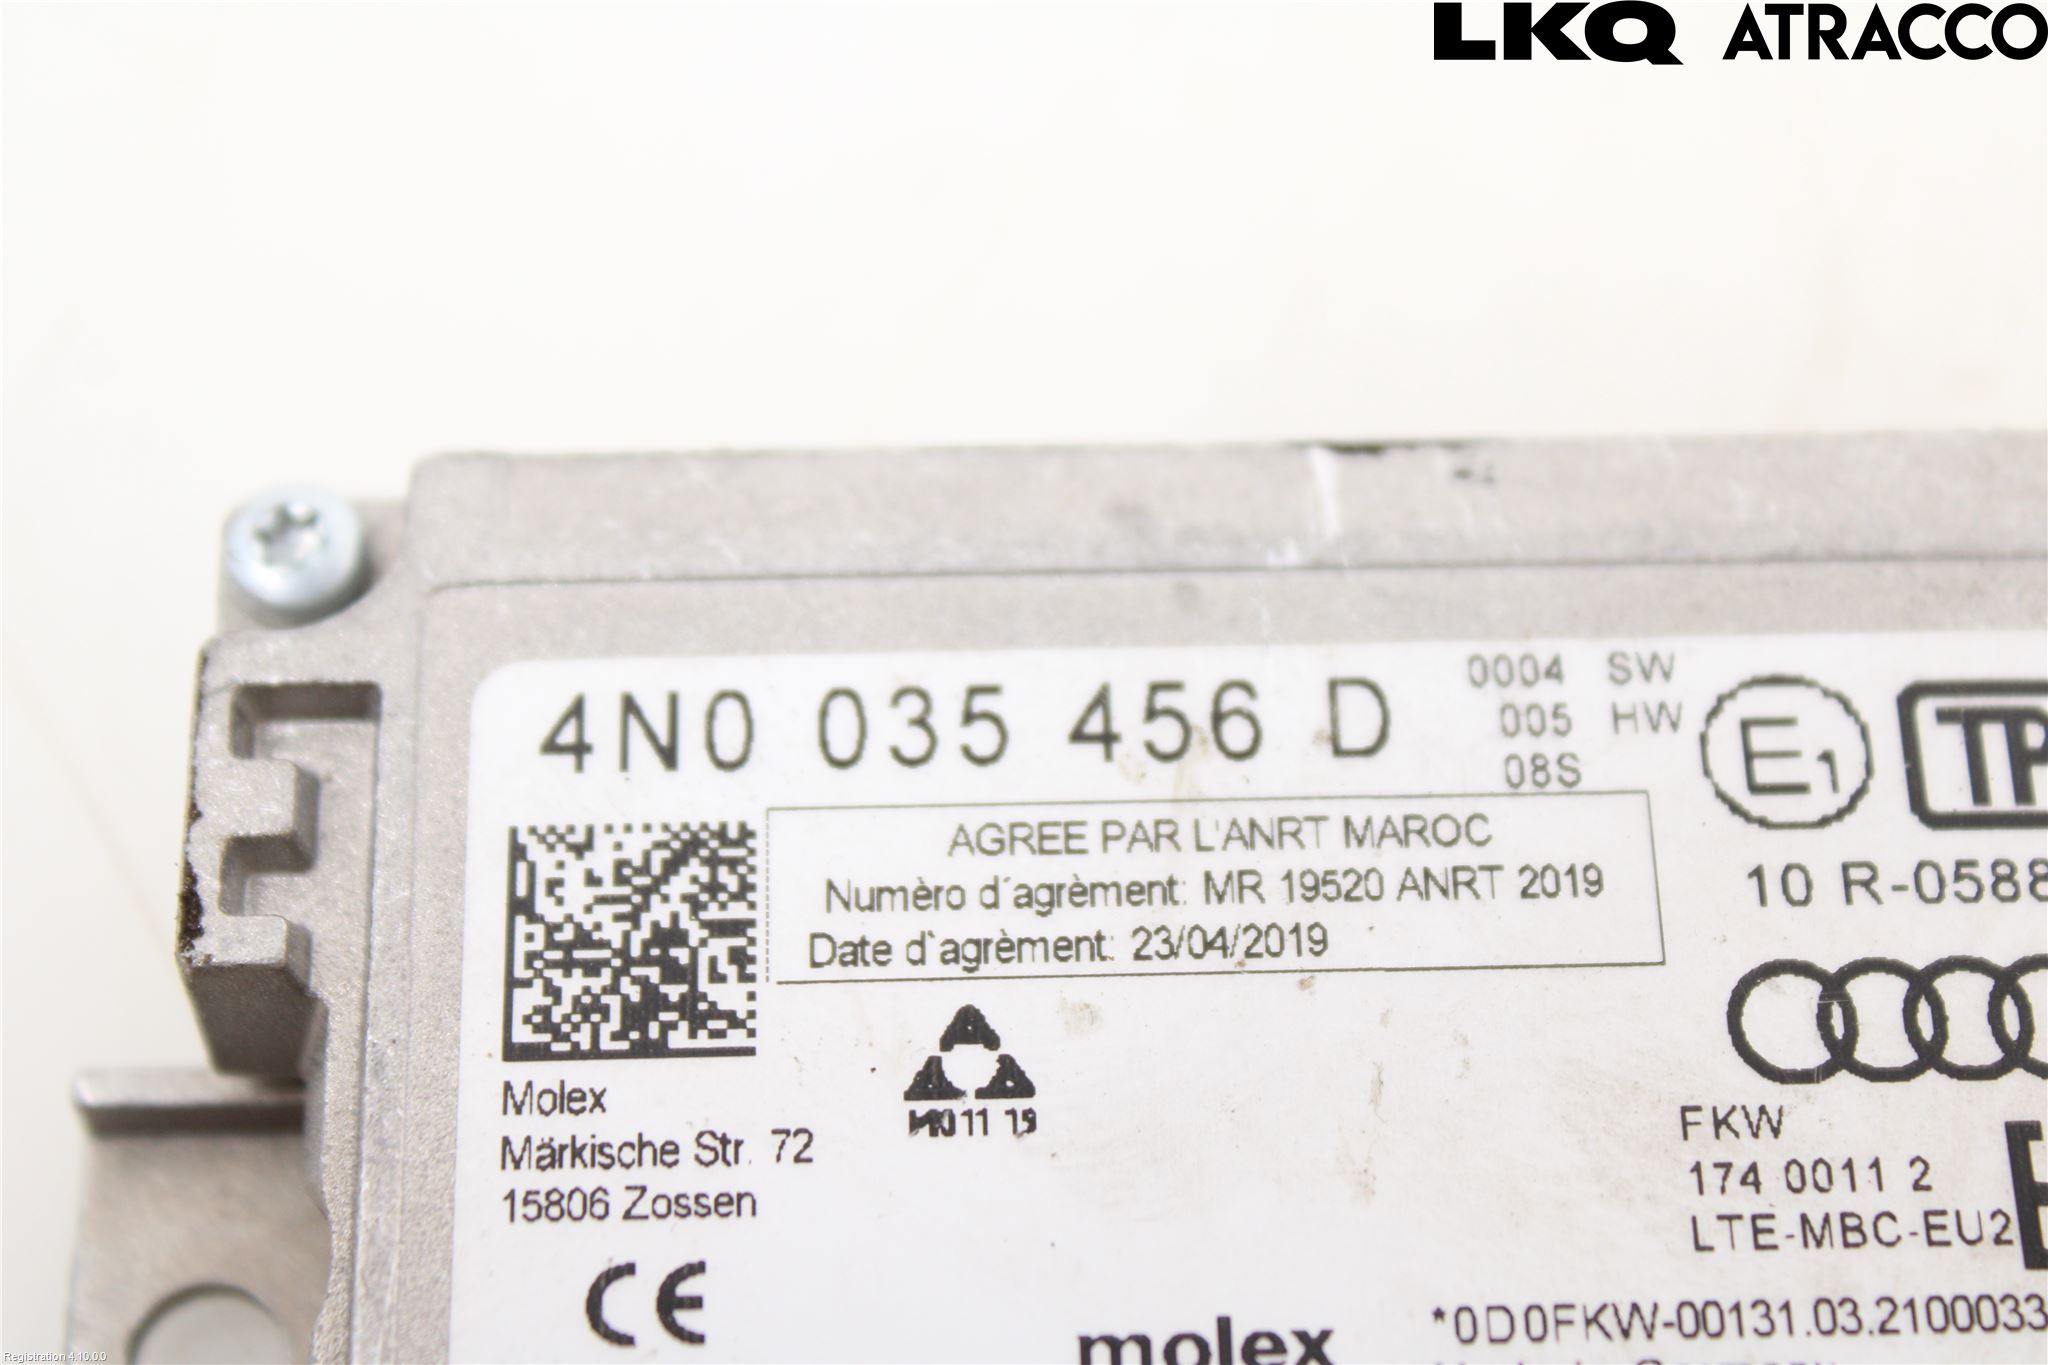 LKQ ATRACCO
4N0 035 456 D
0004 SW
005 HW
08S
E1
10 R-0588
AGREE PAR L'ANRT MAROC
Numèro d´agrèment: MR 19520 ANRT 2019
Date d`agrèment: 23/04/2019
Molex
Märkische Str. 72
15806 Zossen
CE
FKW
174 0011 2
LTE-MBC-EU2
molex
*0D0FKW-00131.03.2100033
Registration 4.10.0.0